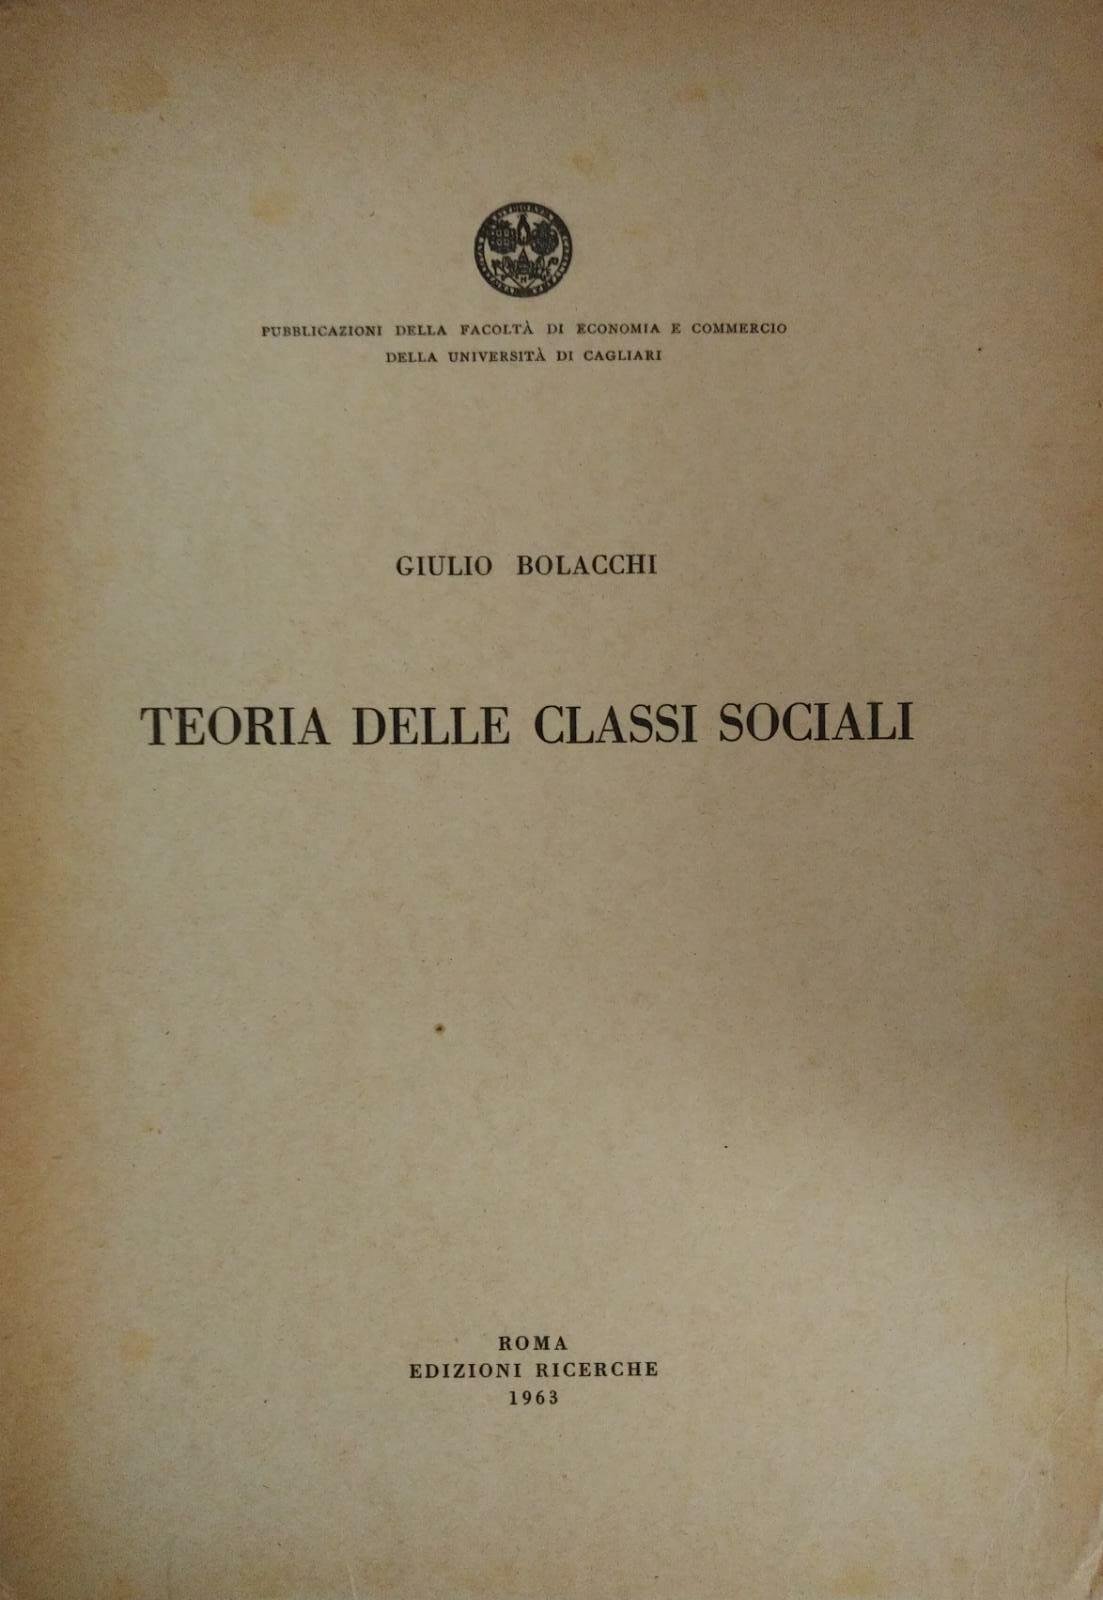 PUBBLICAZIONI DELLA FACOLTÀ DI ECONOMIA E COMMERCIO
DELLA UNIVERSITÀ DI CAGLIARI
GIULIO BOLACCHI
TEORIA DELLE CLASSI SOCIALI
ROMA
EDIZIONI RICERCHE
1963